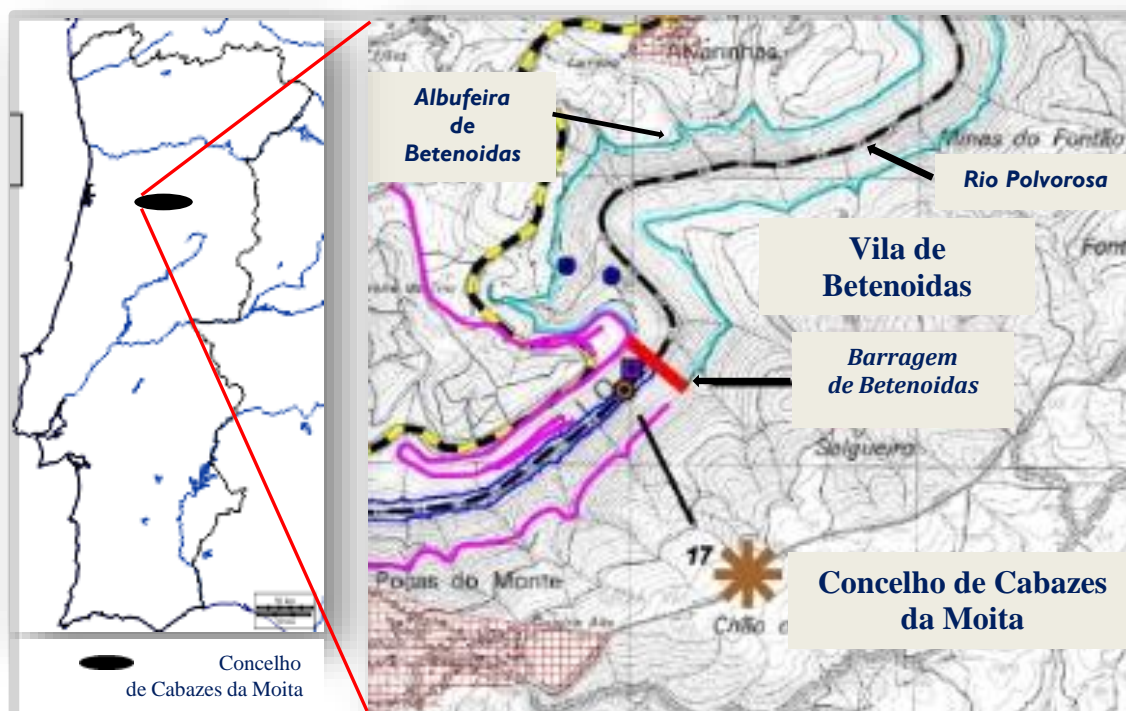 Albufeira
de
Betenoidas
Minas do Fontão
Rio Polvorosa
Vila de
Betenoidas
Barragem
de Betenoidas
Salgueiro
17
Poças do Monte
Concelho de Cabazes
da Moita
Concelho
de Cabazes da Moita